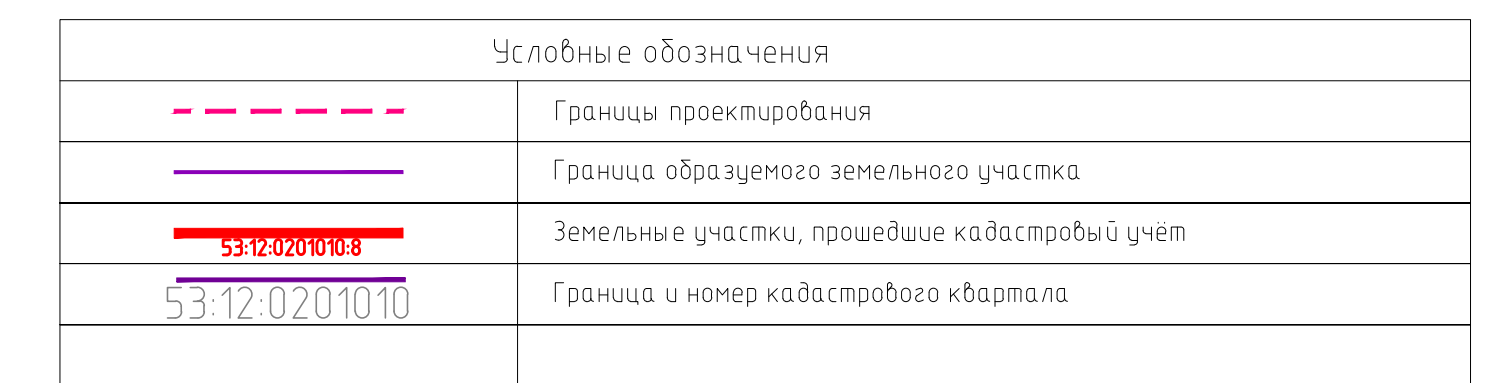 Условные обозначения
Границы проектирования
Граница образуемого земельного участка
53:12:0201010:8
Земельные участки, прошедшие кадастровый учёт
53:12:0201010
Граница и номер кадастрового квартала